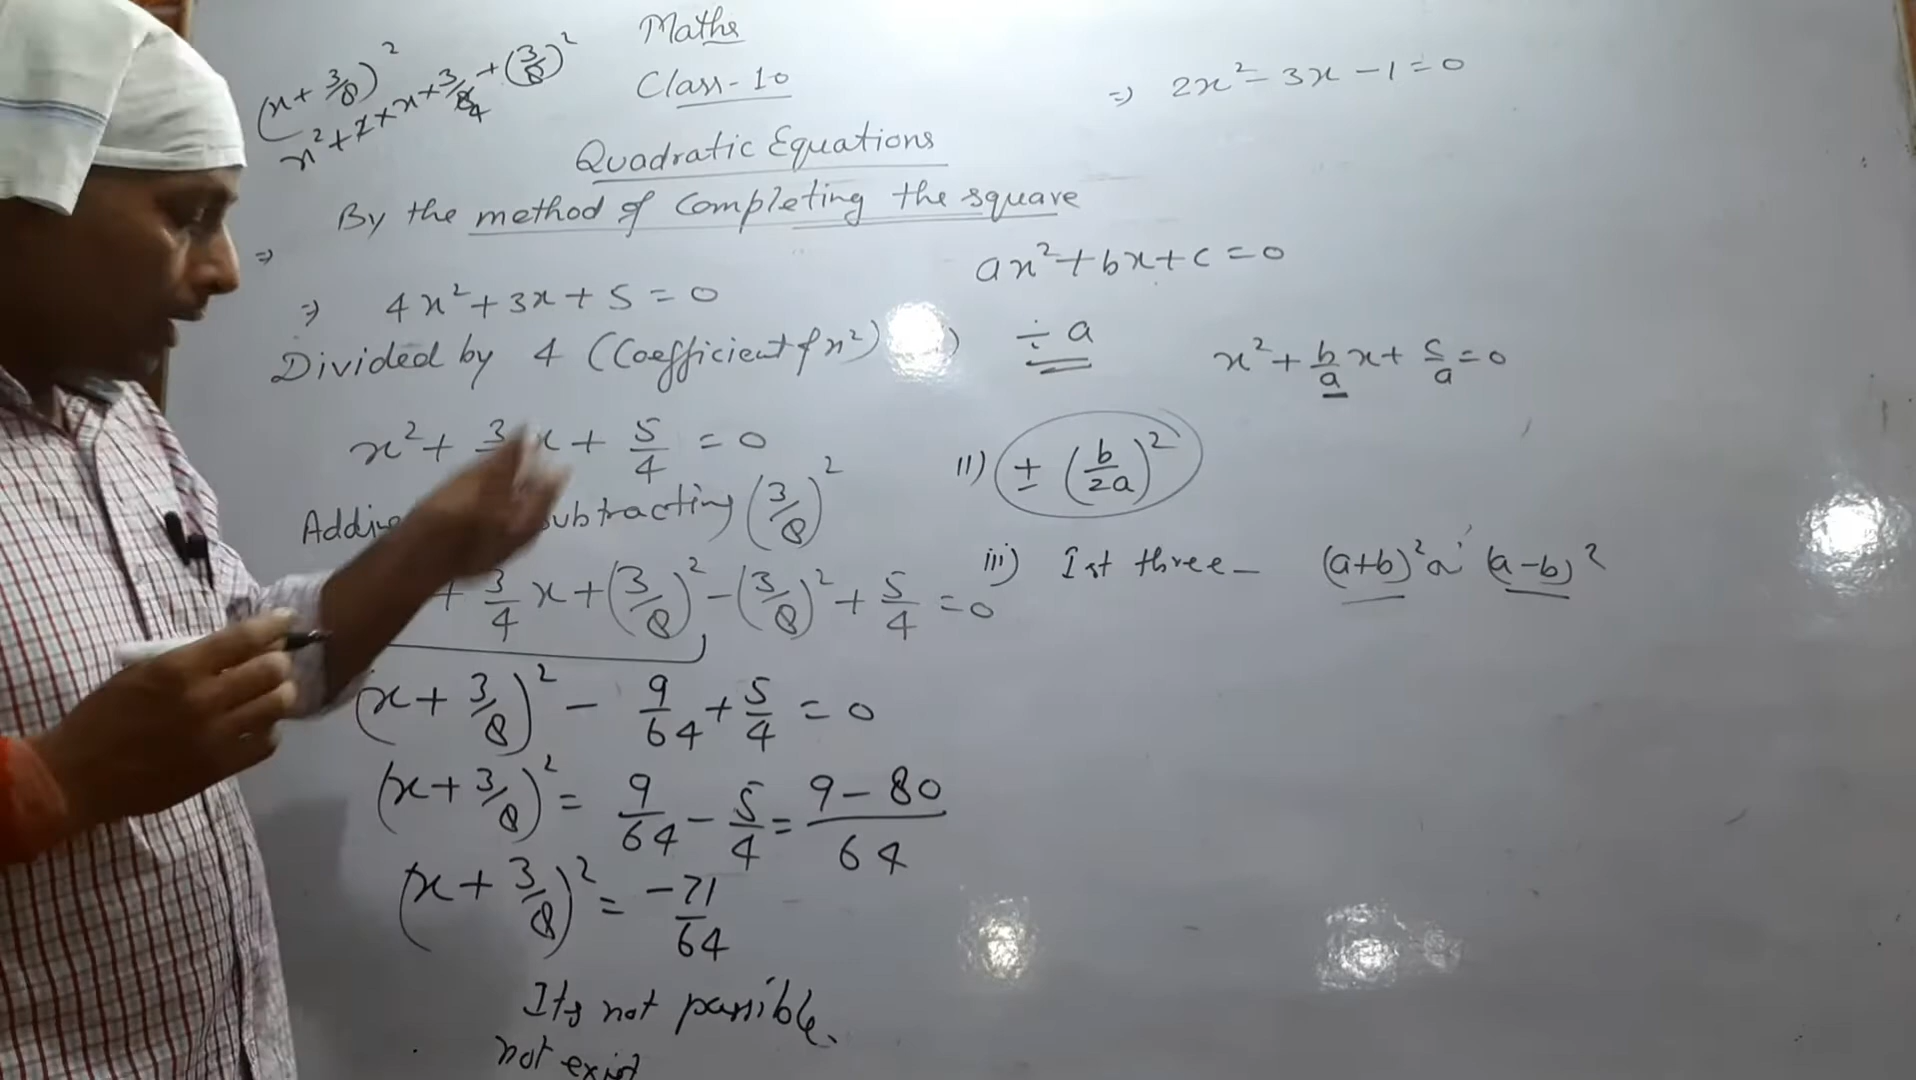 Maths
Class-10
Quadratic Equations
By the method of Completing the square
(x + 3/8)²
x² + 2 × x × 3/8 4 + (3/8)²
⇒
⇒ 4x² + 3x + 5 = 0
Divided by 4 (Coefficient of x²)
x² + 3 x + 5/4 = 0
Subtracting (3/8)²
+ 3/4 x + (3/8)² - (3/8)² + 5/4 = 0
(x + 3/8)² - 9/64 + 5/4 = 0
(x + 3/8)² = 9/64 - 5/4 = 9 - 80 / 64
(x + 3/8)² = -71/64
Its not possible.
not exist
⇒ 2x² - 3x - 1 = 0
ax² + bx + c = 0
) ÷ a
x² + b/a x + c/a = 0
ii) ± (b/2a)²
iii) Ist three - (a+b)² or (a-b)²